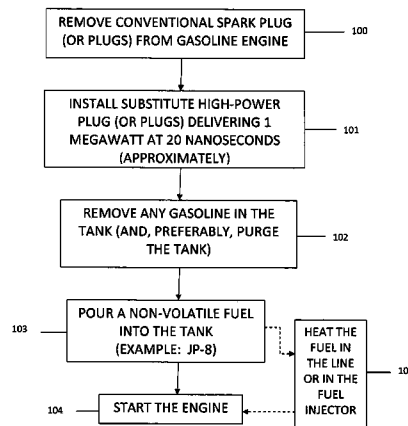 REMOVE CONVENTIONAL SPARK PLUG
(OR PLUGS) FROM GASOLINE ENGINE
100
INSTALL SUBSTITUTE HIGH-POWER
PLUG (OR PLUGS) DELIVERING 1
MEGAWATT AT 20 NANOSECONDS
(APPROXIMATELY)
101
REMOVE ANY GASOLINE IN THE
TANK (AND, PREFERABLY, PURGE
THE TANK)
102
103
POUR A NON-VOLATILE FUEL
INTO THE TANK
(EXAMPLE: JP-8)
HEAT THE
FUEL IN
THE LINE
OR IN THE
FUEL
INJECTOR
104
START THE ENGINE